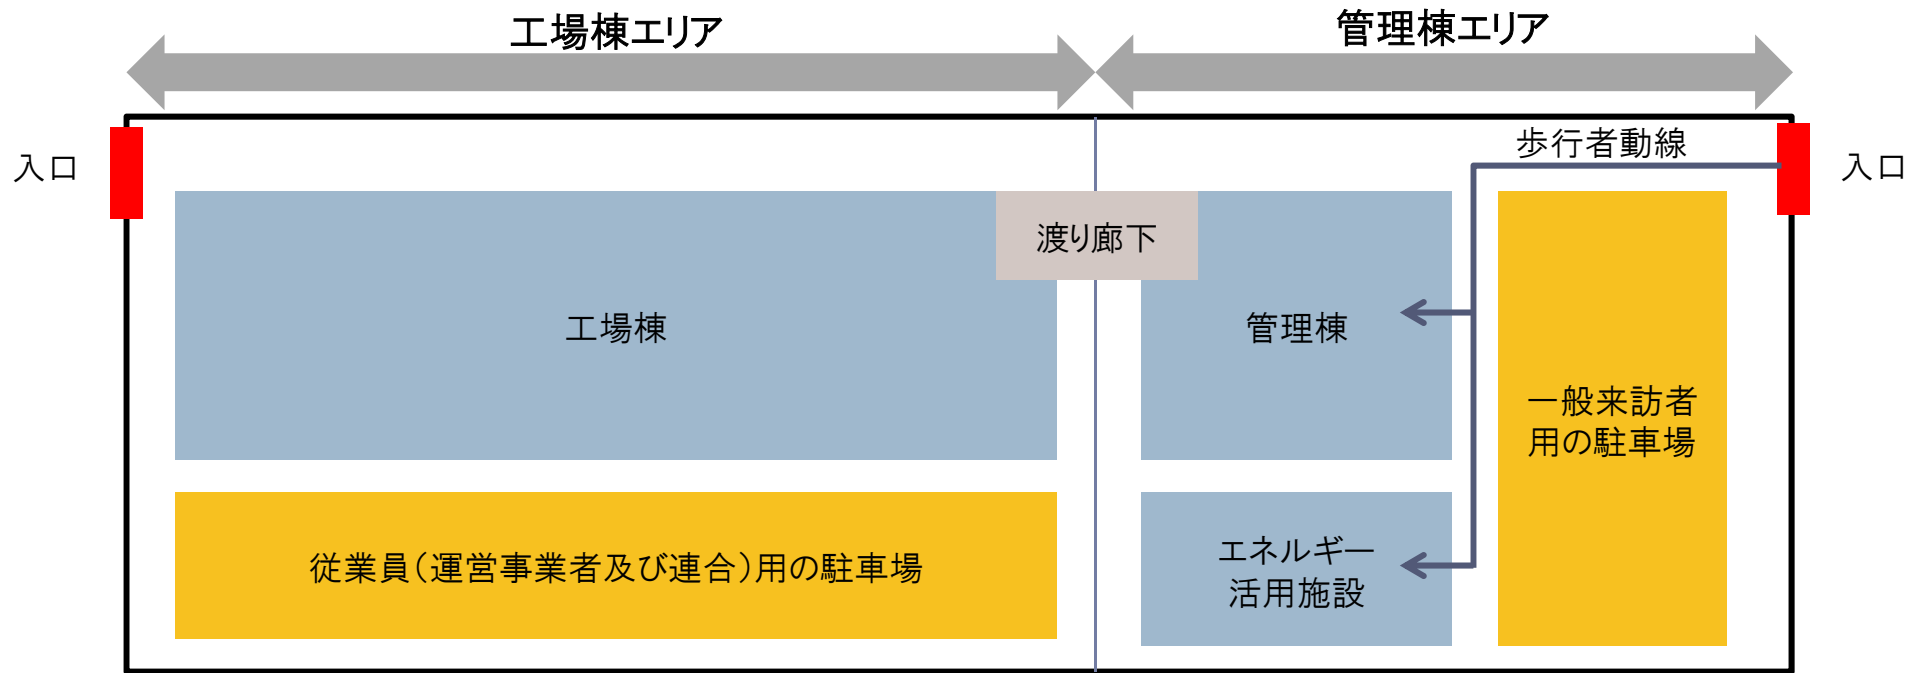 工場棟エリア
管理棟エリア
入口
歩行者動線
入口
渡り廊下
工場棟
管理棟
一般来訪者
用の駐車場
従業員（運営事業者及び連合）用の駐車場
エネルギー
活用施設